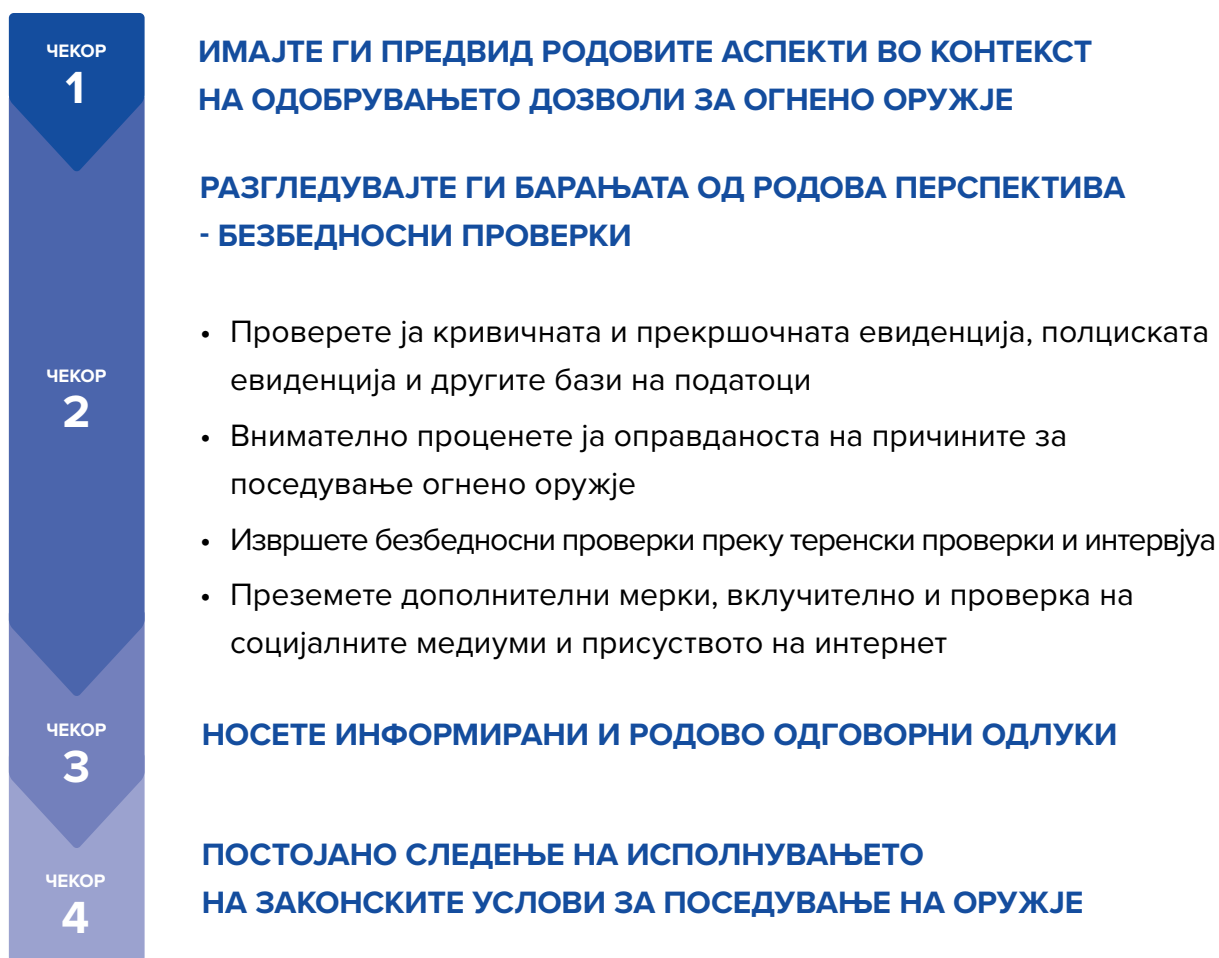 ЧЕКОР
1
ИМАЈТЕ ГИ ПРЕДВИД РОДОВИТЕ АСПЕКТИ ВО КОНТЕКСТ
НА ОДОБРУВАЊЕТО ДОЗВОЛИ ЗА ОГНЕНО ОРУЖЈЕ
ЧЕКОР
2
РАЗГЛЕДУВАЈТЕ ГИ БАРАЊАТА ОД РОДОВА ПЕРСПЕКТИВА
- БЕЗБЕДНОСНИ ПРОВЕРКИ
• Проверете ја кривичната и прекршочната евиденција, полциската
евиденција и другите бази на податоци
• Внимателно проценете ја оправданоста на причините за
поседување огнено оружје
• Извршете безбедносни проверки преку теренски проверки и интервјуа
• Преземете дополнителни мерки, вклучително и проверка на
социјалните медиуми и присуството на интернет
ЧЕКОР
3
НОСЕТЕ ИНФОРМИРАНИ И РОДОВО ОДГОВОРНИ ОДЛУКИ
ЧЕКОР
4
ПОСТОЈАНО СЛЕДЕЊЕ НА ИСПОЛНУВАЊЕТО
НА ЗАКОНСКИТЕ УСЛОВИ ЗА ПОСЕДУВАЊЕ НА ОРУЖЈЕ